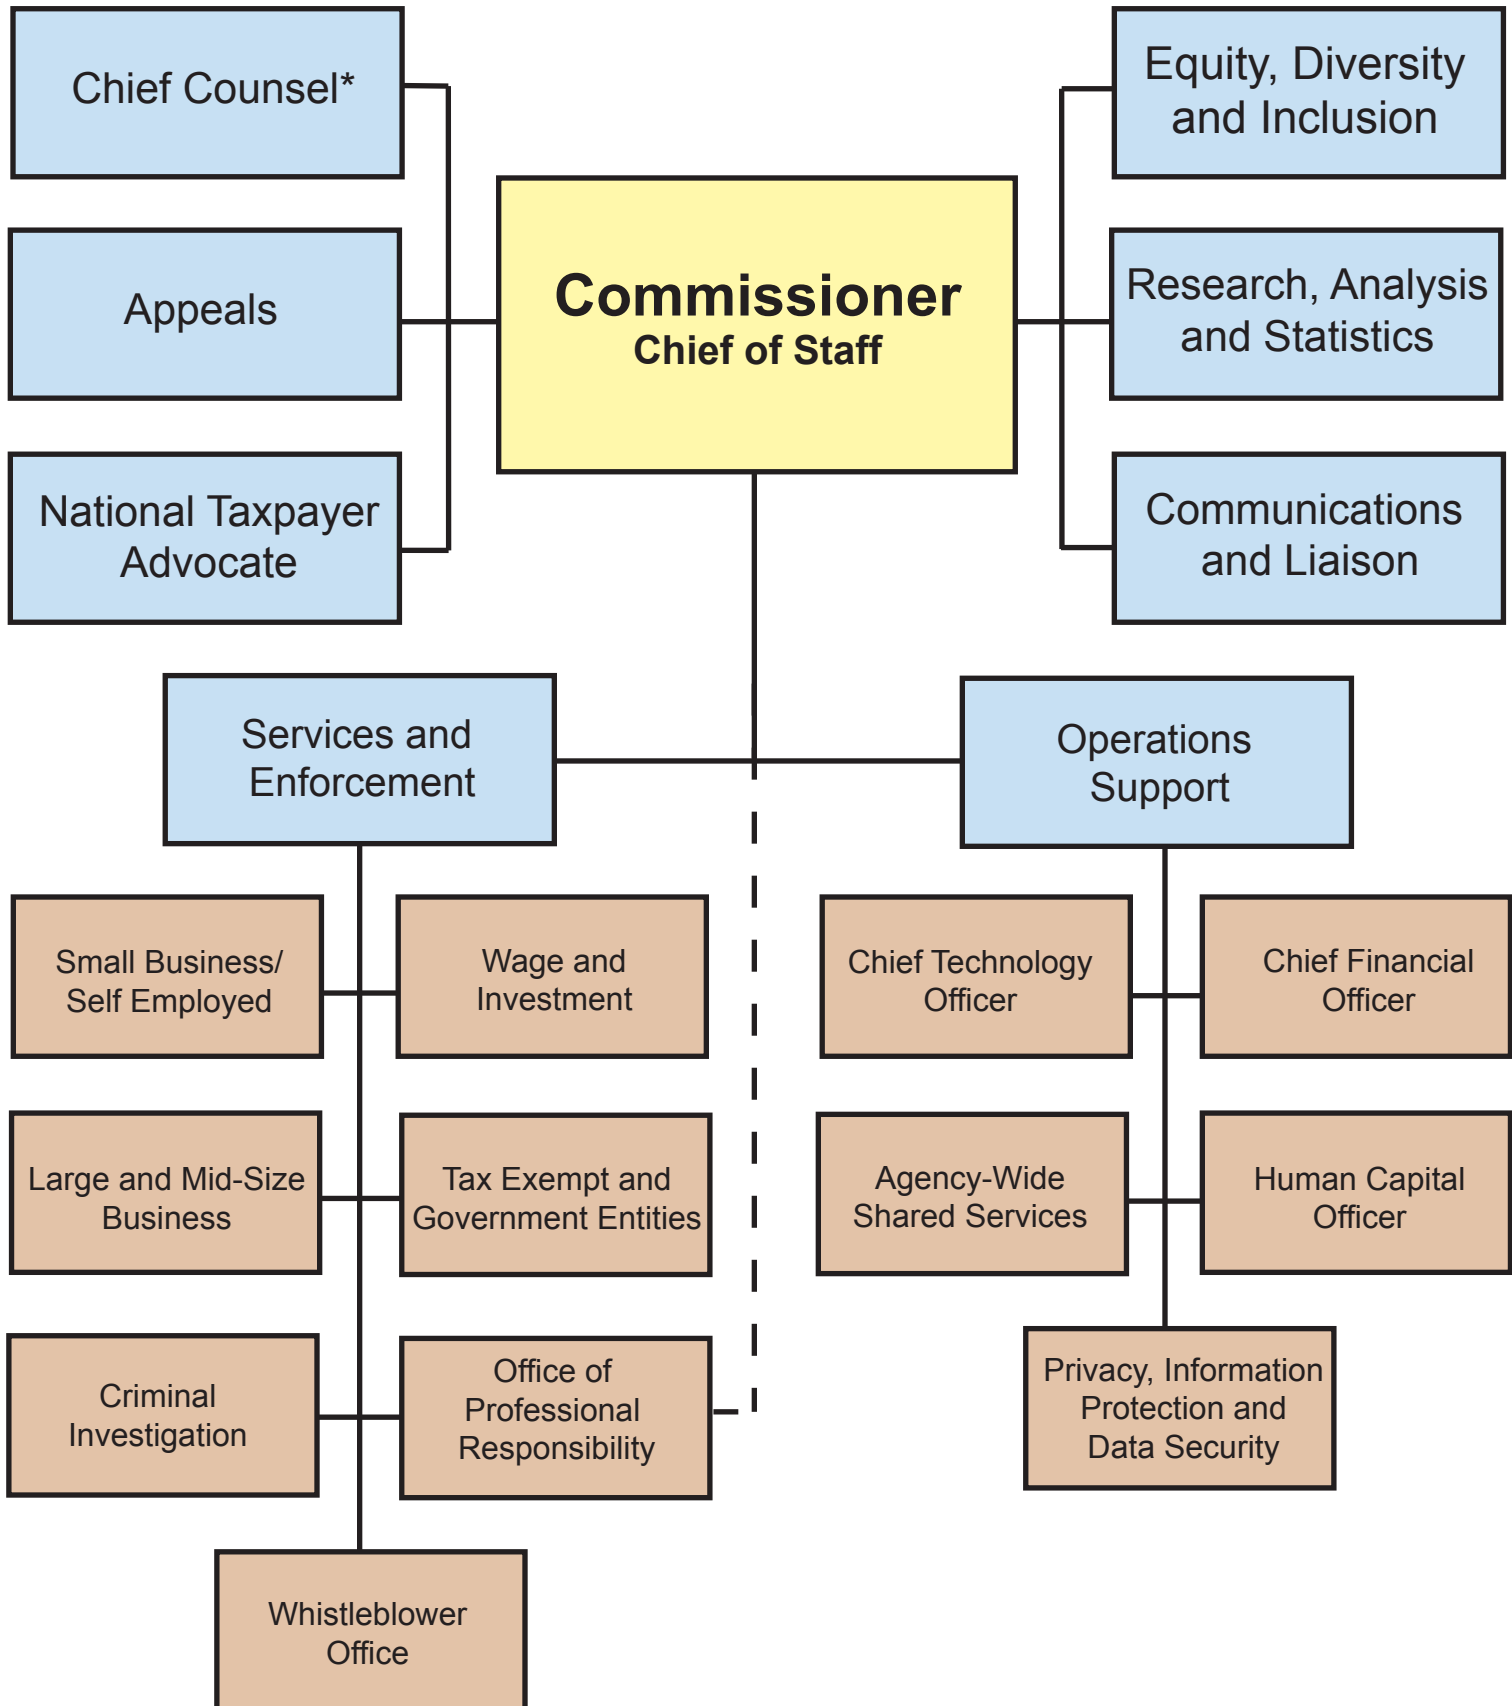 Chief Counsel*
Equity, Diversity
and Inclusion
Appeals
Commissioner
Chief of Staff
Research, Analysis
and Statistics
National Taxpayer
Advocate
Communications
and Liaison
Services and
Enforcement
Operations
Support
Small Business/
Self Employed
Wage and
Investment
Chief Technology
Officer
Chief Financial
Officer
Large and Mid-Size
Business
Tax Exempt and
Government Entities
Agency-Wide
Shared Services
Human Capital
Officer
Criminal
Investigation
Office of
Professional
Responsibility
Privacy, Information
Protection and
Data Security
Whistleblower
Office